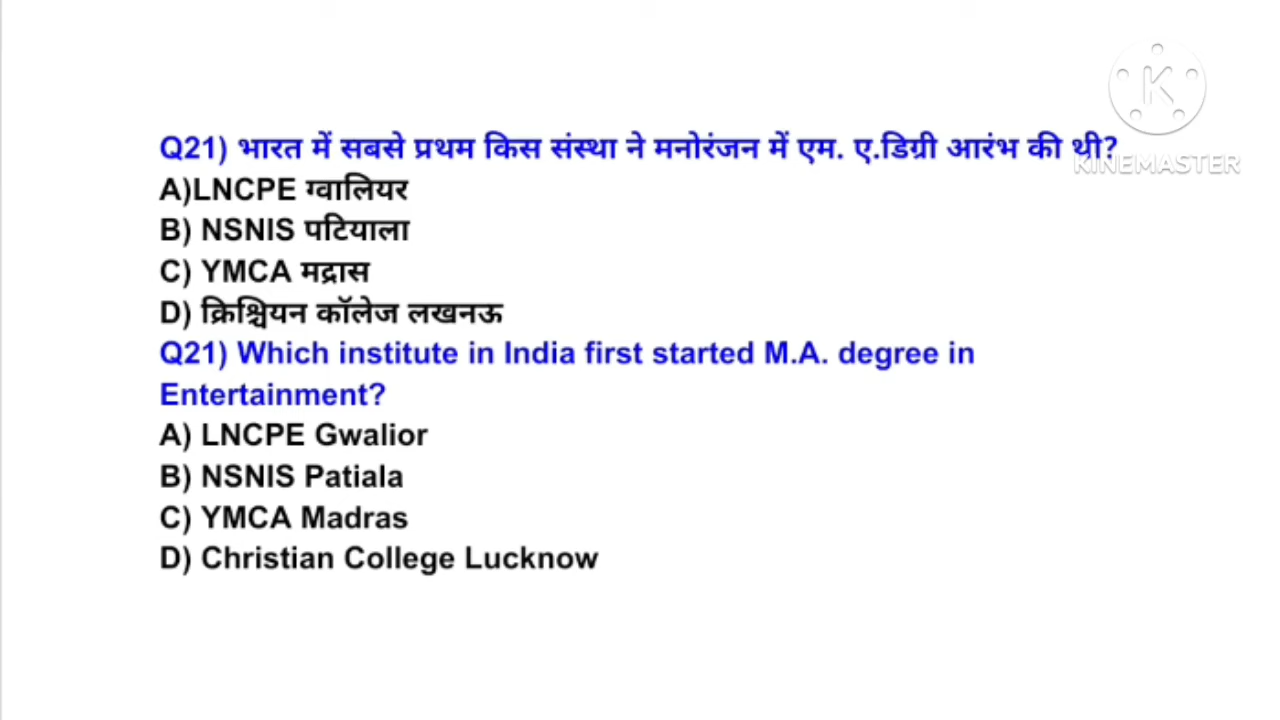 Q21) भारत में सबसे प्रथम किस संस्था ने मनोरंजन में एम. ए.डिग्री आरंभ की थी?
KINEMASTER
A)LNCPE ग्वालियर
B) NSNIS पटियाला
C) YMCA मद्रास
D) क्रिश्चियन कॉलेज लखनऊ
Q21) Which institute in India first started M.A. degree in
Entertainment?
A) LNCPE Gwalior
B) NSNIS Patiala
C) YMCA Madras
D) Christian College Lucknow